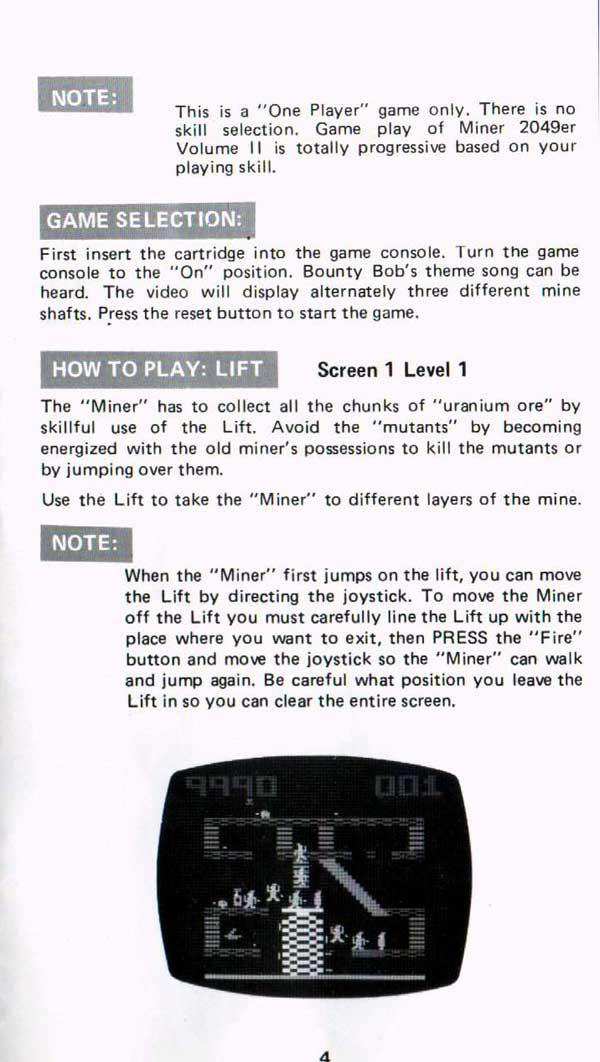 NOTE:
This is a "One Player" game only. There is no
skill selection. Game play of Miner 2049er
Volume II is totally progressive based on your
playing skill.
GAME SELECTION:
First insert the cartridge into the game console. Turn the game
console to the "On" position. Bounty Bob's theme song can be
heard. The video will display alternately three different mine
shafts. Press the reset button to start the game.
HOW TO PLAY: LIFT Screen 1 Level 1
The "Miner" has to collect all the chunks of "uranium ore" by
skillful use of the Lift. Avoid the "mutants" by becoming
energized with the old miner's possessions to kill the mutants or
by jumping over them.
Use the Lift to take the "Miner" to different layers of the mine.
NOTE:
When the "Miner" first jumps on the lift, you can move
the Lift by directing the joystick. To move the Miner
off the Lift you must carefully line the Lift up with the
place where you want to exit, then PRESS the "Fire"
button and move the joystick so the "Miner" can walk
and jump again. Be careful what position you leave the
Lift in so you can clear the entire screen.
9990 001
4